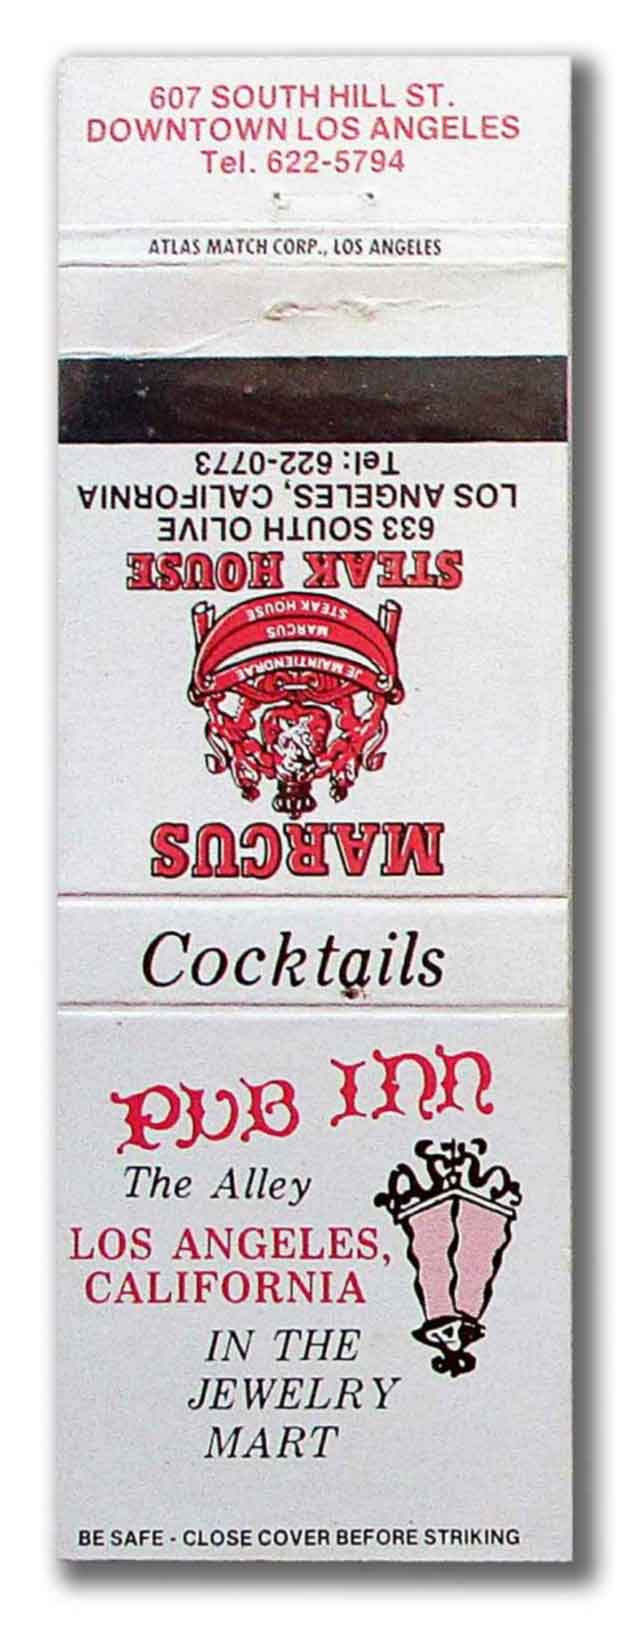 607 SOUTH HILL ST.
DOWNTOWN LOS ANGELES
Tel. 622-5794
ATLAS MATCH CORP., LOS ANGELES
MARCUS
JE MAINTIENDRAE
MARCUS
STEAK HOUSE
STEAK HOUSE
633 SOUTH OLIVE
LOS ANGELES, CALIFORNIA
Tel: 622-0773
Cocktails
PUB INN
The Alley
LOS ANGELES,
CALIFORNIA
IN THE
JEWELRY
MART
BE SAFE - CLOSE COVER BEFORE STRIKING